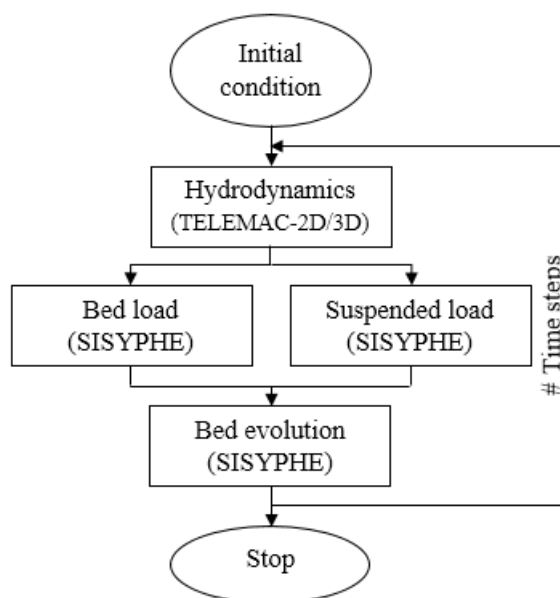 Initial
condition
Hydrodynamics
(TELEMAC-2D/3D)
Bed load
(SISYPHE)
Suspended load
(SISYPHE)
# Time steps
Bed evolution
(SISYPHE)
Stop